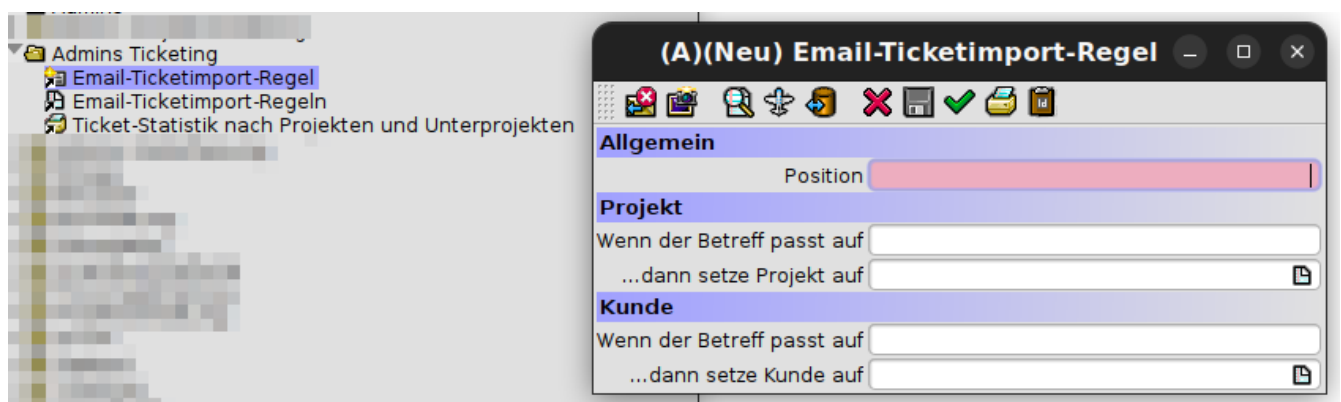 Admins Ticketing
Email-Ticketimport-Regel
Email-Ticketimport-Regeln
Ticket-Statistik nach Projekten und Unterprojekten
(A)(Neu) Email-Ticketimport-Regel
Id
Allgemein
Position
Projekt
Wenn der Betreff passt auf
...dann setze Projekt auf
Kunde
Wenn der Betreff passt auf
...dann setze Kunde auf